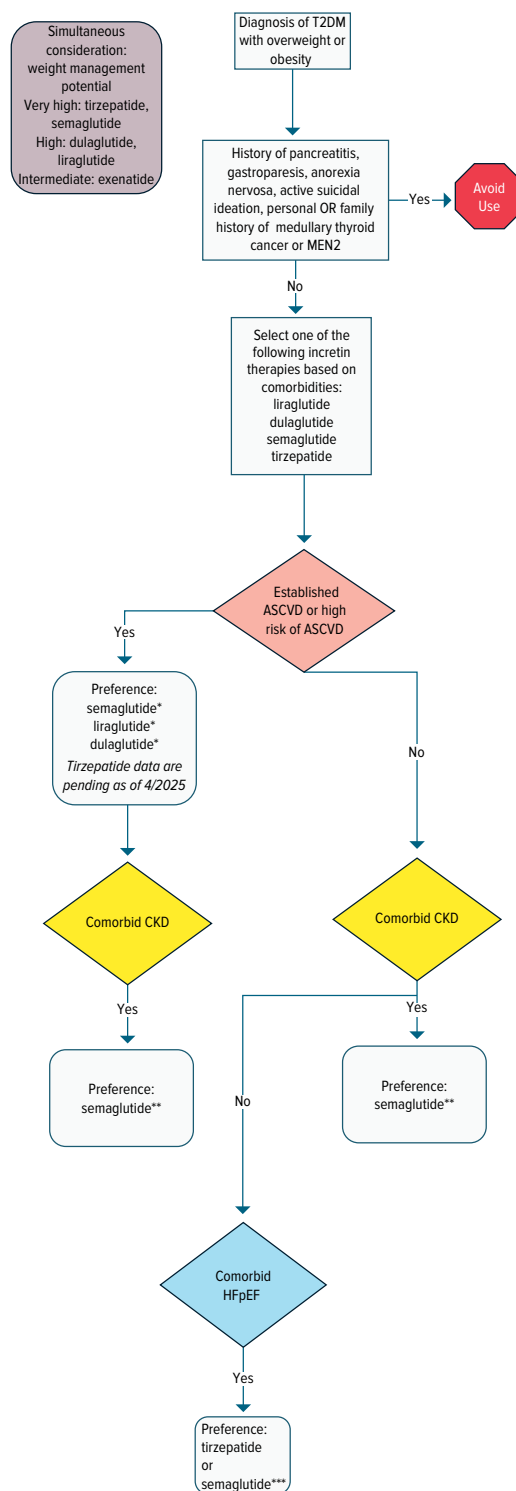 Simultaneous
consideration:
weight management
potential
Very high: tirzepatide,
semaglutide
High: dulaglutide,
liraglutide
Intermediate: exenatide
Diagnosis of T2DM
with overweight or
obesity
History of pancreatitis,
gastroparesis, anorexia
nervosa, active suicidal
ideation, personal OR family
history of medullary thyroid
cancer or MEN2
Yes
Avoid
Use
No
Select one of the
following incretin
therapies based on
comorbidities:
liraglutide
dulaglutide
semaglutide
tirzepatide
Established
ASCVD or high
risk of ASCVD
Yes
Preference:
semaglutide*
liraglutide*
dulaglutide*
Tirzepatide data are
pending as of 4/2025
No
Comorbid CKD
Comorbid CKD
Yes
Preference:
semaglutide**
Yes
Preference:
semaglutide**
No
Comorbid
HFpEF
Yes
Preference:
tirzepatide
or
semaglutide***